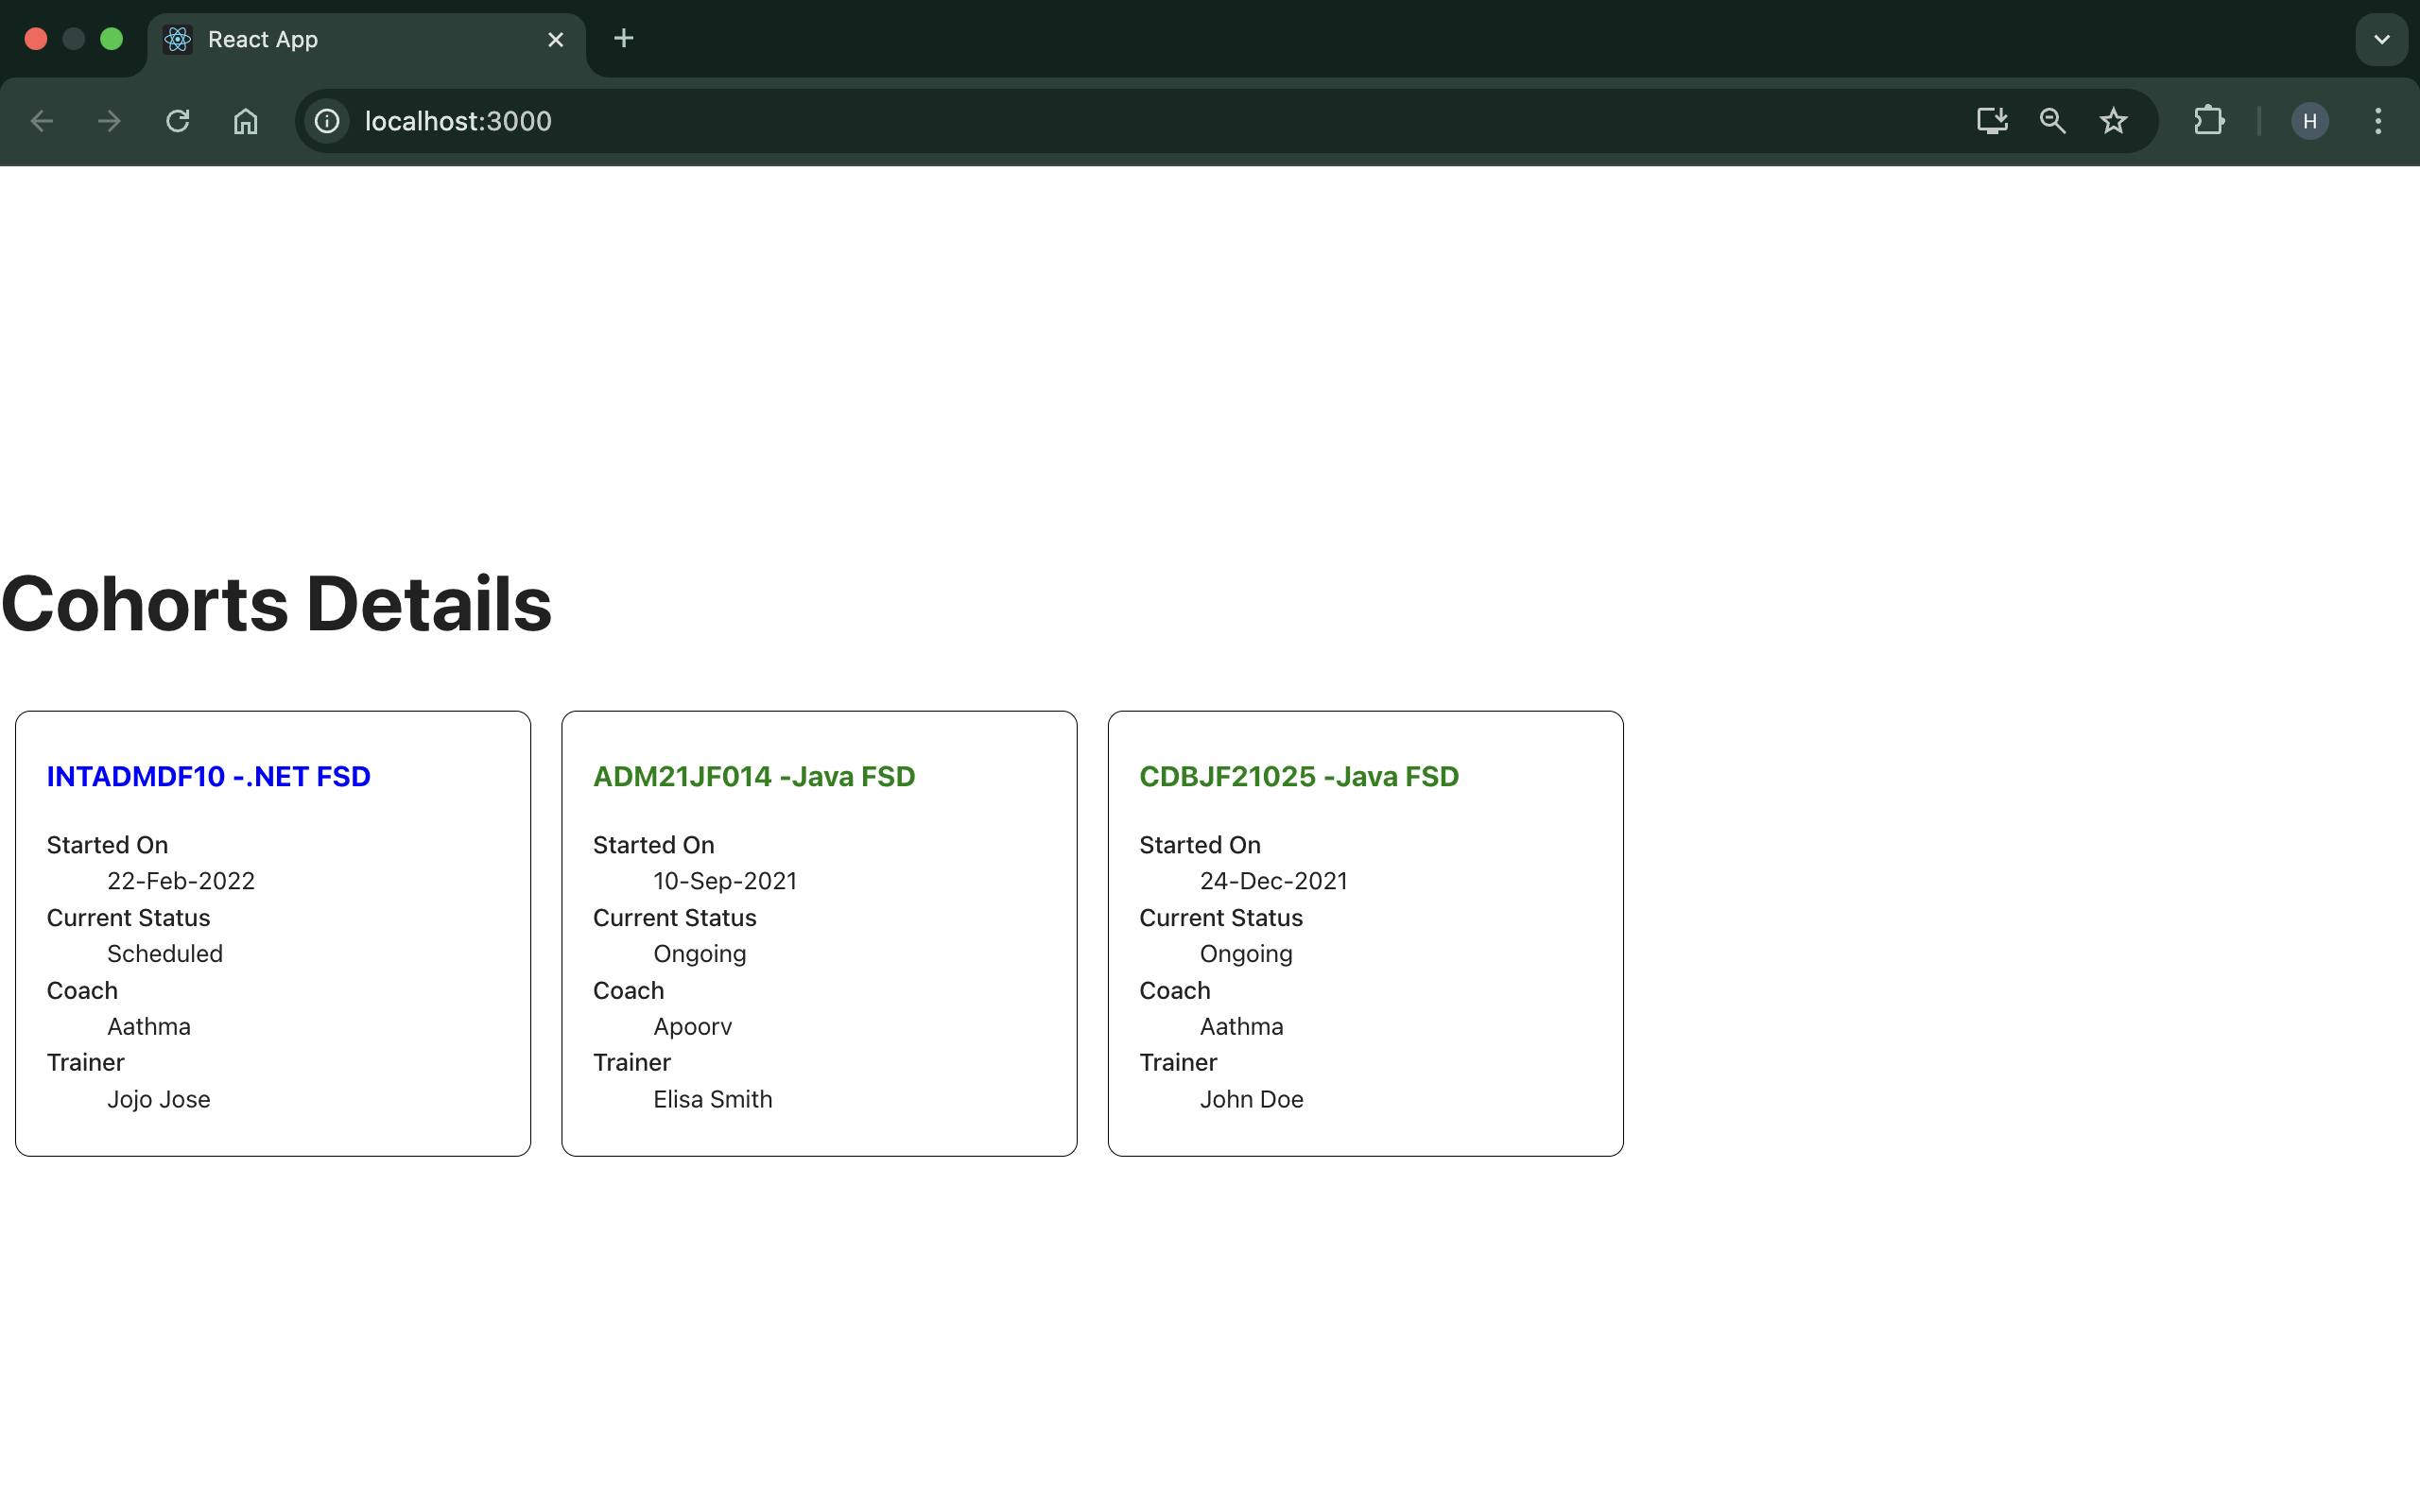 React App
localhost:3000
H
Cohorts Details
INTADMDF10 -.NET FSD
Started On
22-Feb-2022
Current Status
Scheduled
Coach
Aathma
Trainer
Jojo Jose
ADM21JF014 -Java FSD
Started On
10-Sep-2021
Current Status
Ongoing
Coach
Apoorv
Trainer
Elisa Smith
CDBJF21025 -Java FSD
Started On
24-Dec-2021
Current Status
Ongoing
Coach
Aathma
Trainer
John Doe